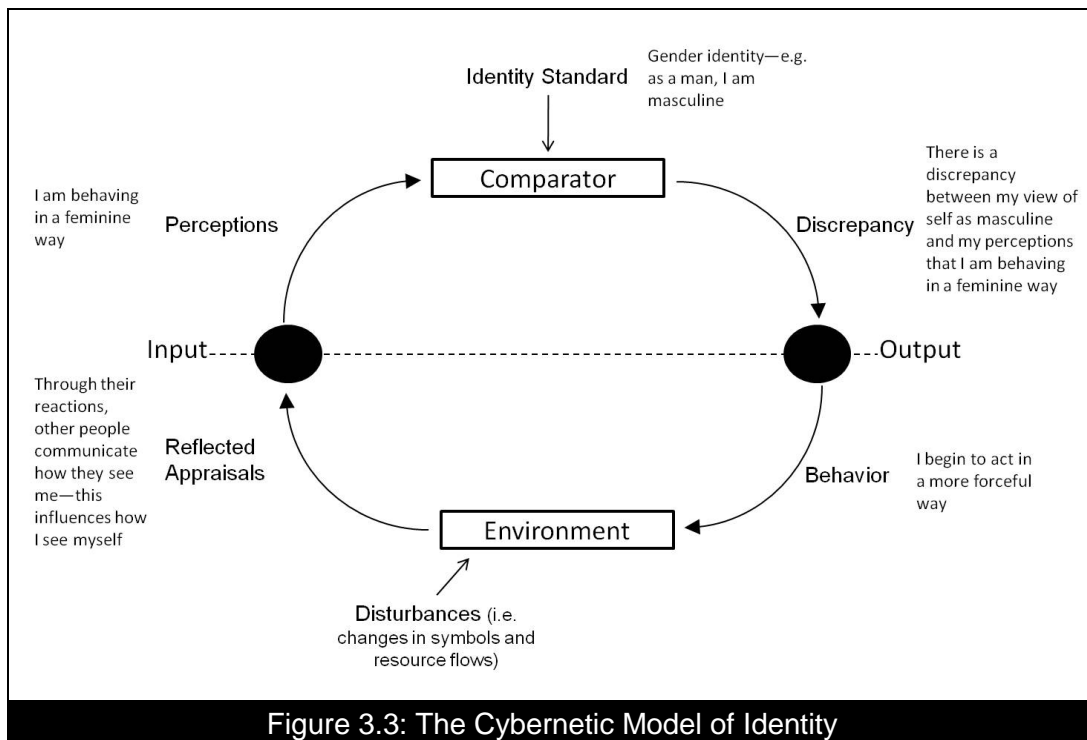 Identity Standard
Gender identity—e.g.
as a man, I am
masculine
Comparator
I am behaving
in a feminine
way
Perceptions
Discrepancy
There is a
discrepancy
between my view of
self as masculine
and my perceptions
that I am behaving
in a feminine way
Input
Output
Through their
reactions,
other people
communicate
how they see
me—this
influences how
I see myself
Reflected
Appraisals
Behavior
I begin to act in
a more forceful
way
Environment
Disturbances (i.e.
changes in symbols and
resource flows)
Figure 3.3: The Cybernetic Model of Identity